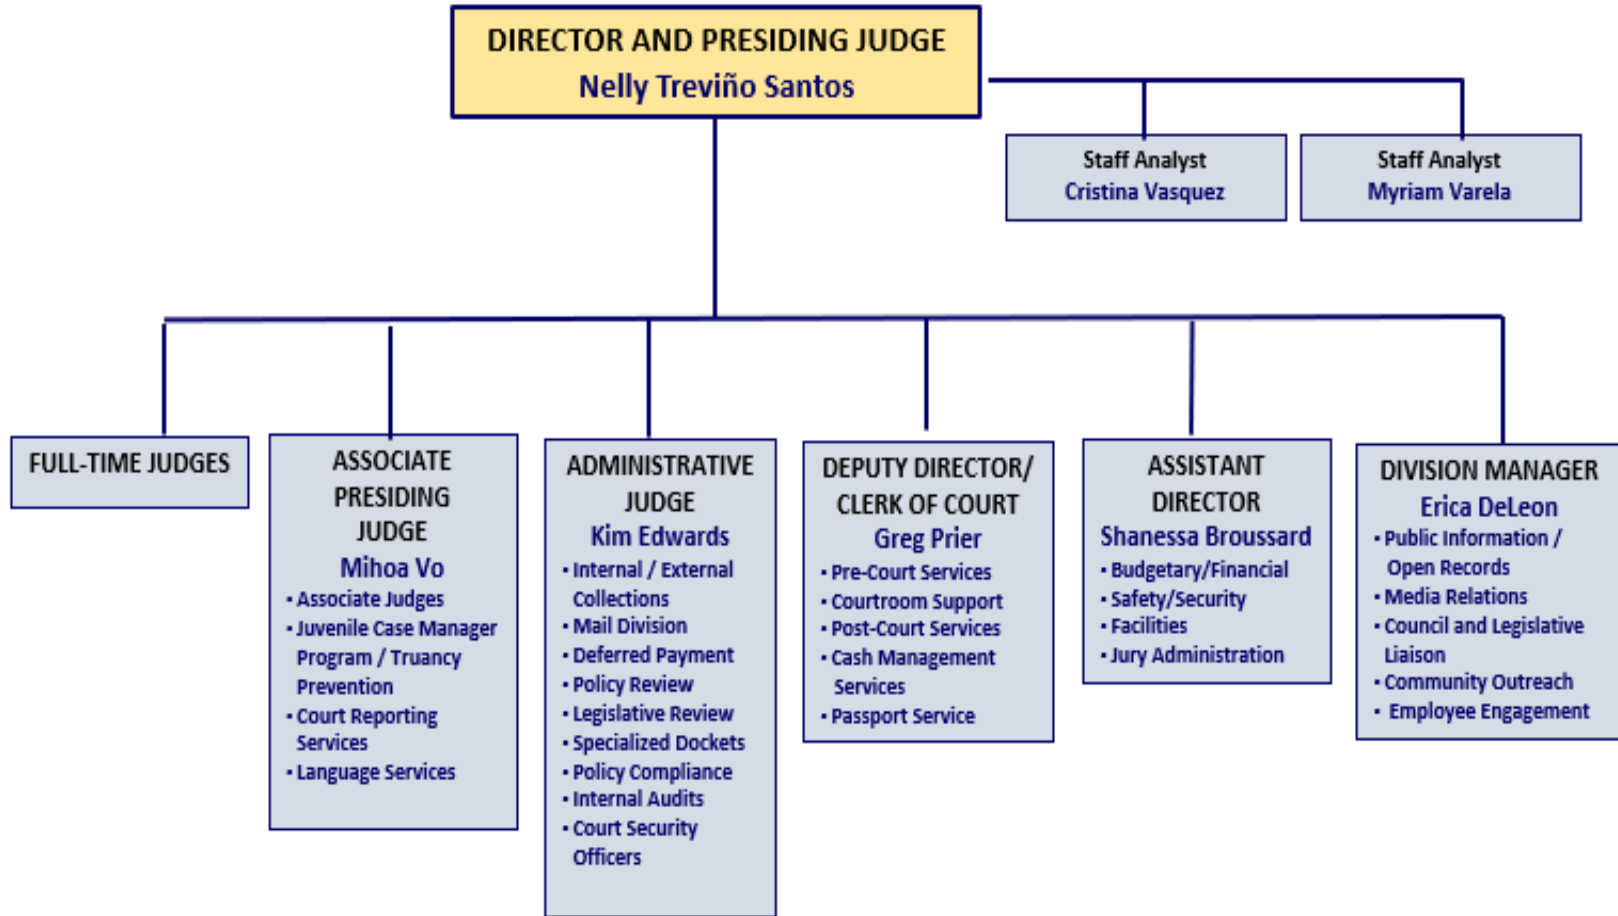 DIRECTOR AND PRESIDING JUDGE
Nelly Treviño Santos
Staff Analyst
Cristina Vasquez
Staff Analyst
Myriam Varela
FULL-TIME JUDGES
ASSOCIATE
PRESIDING
JUDGE
Mihoa Vo
▪ Associate Judges
▪ Juvenile Case Manager
Program / Truancy
Prevention
▪ Court Reporting
Services
▪ Language Services
ADMINISTRATIVE
JUDGE
Kim Edwards
▪ Internal / External
Collections
▪ Mail Division
▪ Deferred Payment
▪ Policy Review
▪ Legislative Review
▪ Specialized Dockets
▪ Policy Compliance
▪ Internal Audits
▪ Court Security
Officers
DEPUTY DIRECTOR/
CLERK OF COURT
Greg Prier
▪ Pre-Court Services
▪ Courtroom Support
▪ Post-Court Services
▪ Cash Management
Services
▪ Passport Service
ASSISTANT
DIRECTOR
Shanessa Broussard
▪ Budgetary/Financial
▪ Safety/Security
▪ Facilities
▪ Jury Administration
DIVISION MANAGER
Erica DeLeon
▪ Public Information /
Open Records
▪ Media Relations
▪ Council and Legislative
Liaison
▪ Community Outreach
▪ Employee Engagement